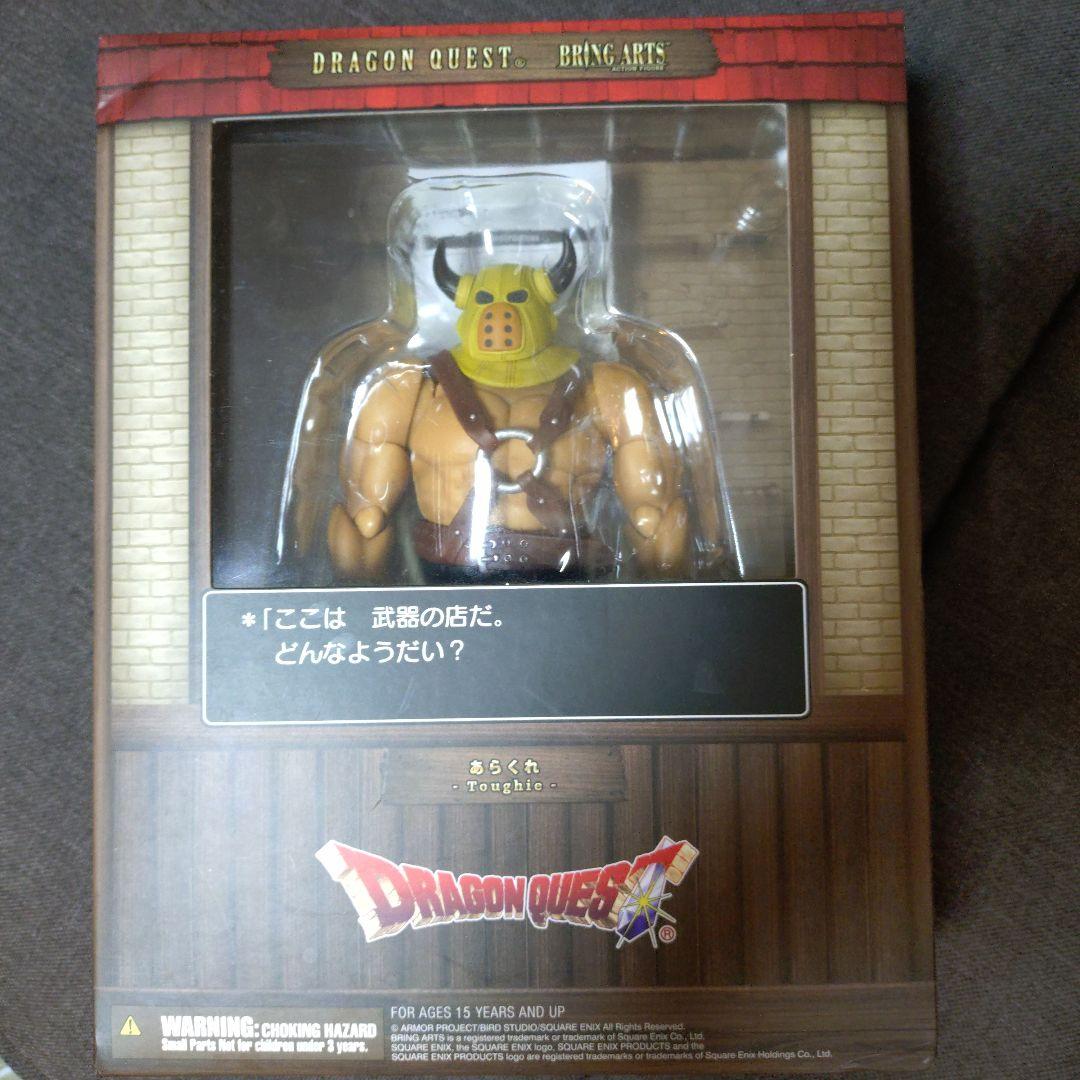 DRAGON QUEST® BRING ARTS™
ACTION FIGURE
*「ここは　武器の店だ。
どんなようだい？
あらくれ
- Toughie -
DRAGON QUEST®
WARNING: CHOKING HAZARD
Small Parts Not for children under 3 years.
FOR AGES 15 YEARS AND UP
© ARMOR PROJECT/BIRD STUDIO/SQUARE ENIX All Rights Reserved.
BRING ARTS is a registered trademark or trademark of Square Enix Co., Ltd.
SQUARE ENIX, the SQUARE ENIX logo, SQUARE ENIX PRODUCTS and the
SQUARE ENIX PRODUCTS logo are registered trademarks or trademarks of Square Enix Holdings Co., Ltd.